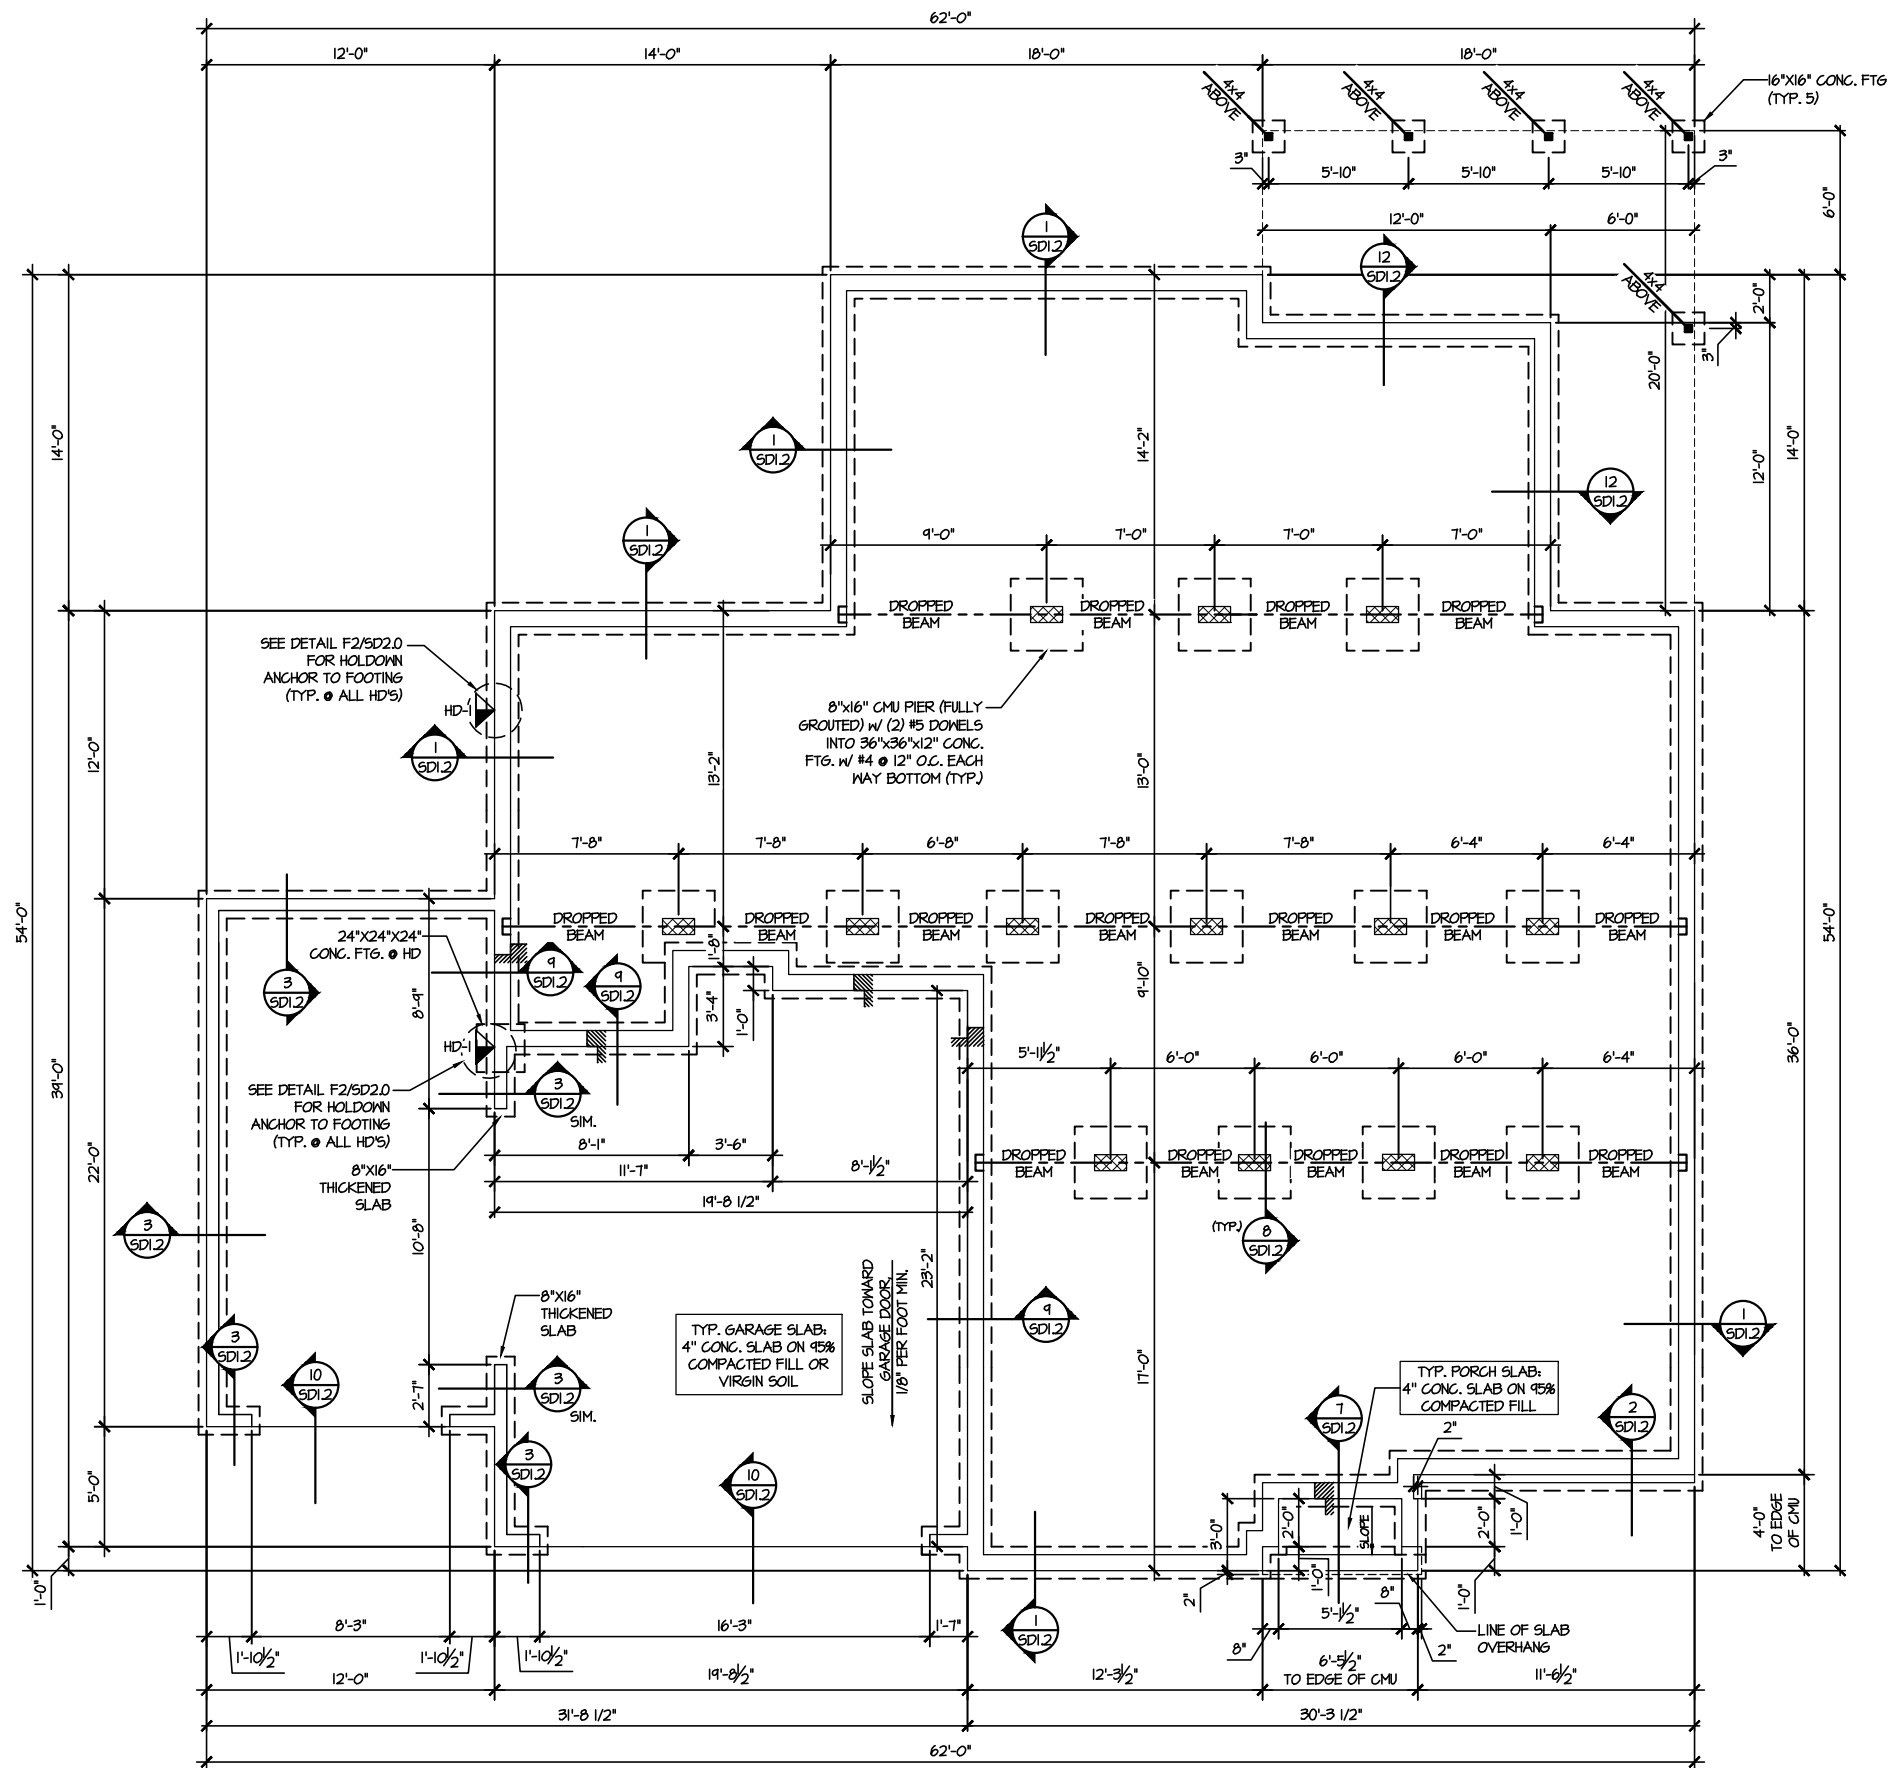 62'-0"
12'-0"
14'-0"
18'-0"
18'-0"
4x4
ABOVE
4x4
ABOVE
4x4
ABOVE
4x4
ABOVE
16"X16" CONC. FTG
(TYP. 5)
3"
5'-10"
5'-10"
5'-10"
3"
6'-0"
12'-0"
6'-0"
1
SD1.2
12
SD1.2
4x4
ABOVE
2'-0"
3"
20'-0"
14'-0"
14'-2"
12'-0"
14'-0"
1
SD1.2
12
SD1.2
1
SD1.2
9'-0"
7'-0"
7'-0"
7'-0"
DROPPED
BEAM
DROPPED
BEAM
DROPPED
BEAM
DROPPED
BEAM
SEE DETAIL F2/SD2.0
FOR HOLDOWN
ANCHOR TO FOOTING
(TYP. @ ALL HD'S)
HD-1
1
SD1.2
8"x16" CMU PIER (FULLY
GROUTED) W/ (2) #5 DOWELS
INTO 36"x36"x12" CONC.
FTG. W/ #4 @ 12" O.C. EACH
WAY BOTTOM (TYP.)
12'-0"
13'-2"
13'-0"
7'-8"
7'-8"
6'-8"
7'-8"
7'-8"
6'-4"
6'-4"
54'-0"
54'-0"
DROPPED
BEAM
DROPPED
BEAM
DROPPED
BEAM
DROPPED
BEAM
DROPPED
BEAM
DROPPED
BEAM
DROPPED
BEAM
24"X24"X24"
CONC. FTG. @ HD
1'-8"
9'-10"
3
SD1.2
9
SD1.2
9
SD1.2
8'-9"
3'-4"
1'-0"
HD-1
36'-0"
39'-0"
5'-11 1/2"
6'-0"
6'-0"
6'-0"
6'-4"
SEE DETAIL F2/SD2.0
FOR HOLDOWN
ANCHOR TO FOOTING
(TYP. @ ALL HD'S)
3
SD1.2
SIM.
8"X16"
THICKENED
SLAB
8'-1"
3'-6"
11'-7"
8'-1 1/2"
19'-8 1/2"
DROPPED
BEAM
DROPPED
BEAM
DROPPED
BEAM
DROPPED
BEAM
DROPPED
BEAM
22'-0"
3
SD1.2
10'-8"
(TYP.)
8
SD1.2
23'-2"
SLOPE SLAB TOWARD
GARAGE DOOR,
1/8" PER FOOT MIN.
8"X16"
THICKENED
SLAB
TYP. GARAGE SLAB:
4" CONC. SLAB ON 95%
COMPACTED FILL OR
VIRGIN SOIL
9
SD1.2
1
SD1.2
3
SD1.2
10
SD1.2
2'-7"
3
SD1.2
SIM.
17'-0"
TYP. PORCH SLAB:
4" CONC. SLAB ON 95%
COMPACTED FILL
7
SD1.2
2"
2
SD1.2
3
SD1.2
10
SD1.2
5'-0"
3'-0"
2'-0"
SLOPE
2'-0"
1'-0"
4'-0"
TO EDGE
OF CMU
1'-0"
2"
1'-0"
1'-0"
1
SD1.2
8'-3"
16'-3"
1'-7"
1'-10 1/2"
1'-10 1/2"
1'-10 1/2"
8"
5'-1 1/2"
8"
2"
LINE OF SLAB
OVERHANG
12'-0"
19'-8 1/2"
12'-3 1/2"
6'-5 1/2"
TO EDGE OF CMU
11'-6 1/2"
31'-8 1/2"
30'-3 1/2"
62'-0"